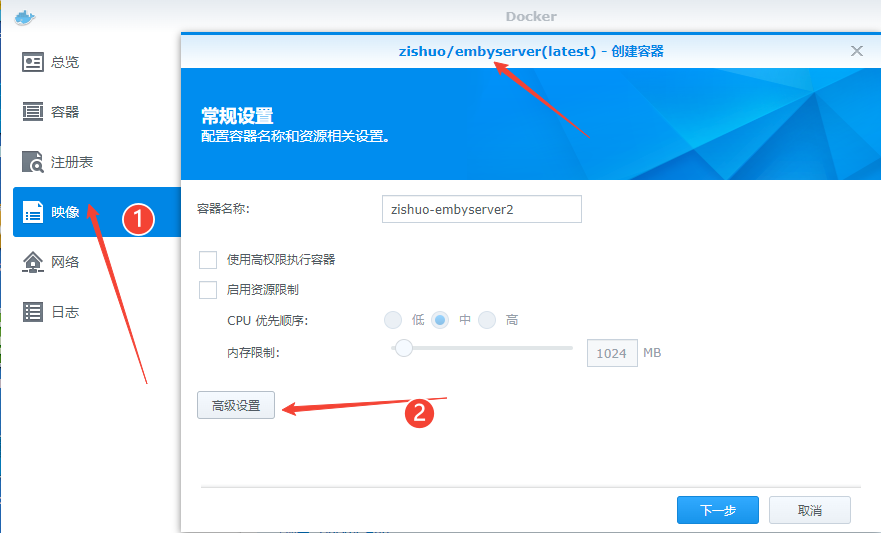 Docker
zishuo/embyserver(latest) - 创建容器
总览
容器
注册表
映像
网络
日志
1
常规设置
配置容器名称和资源相关设置。
容器名称:
zishuo-embyserver2
使用高权限执行容器
启用资源限制
CPU 优先顺序:
低 中 高
内存限制:
1024 MB
高级设置
2
下一步 取消